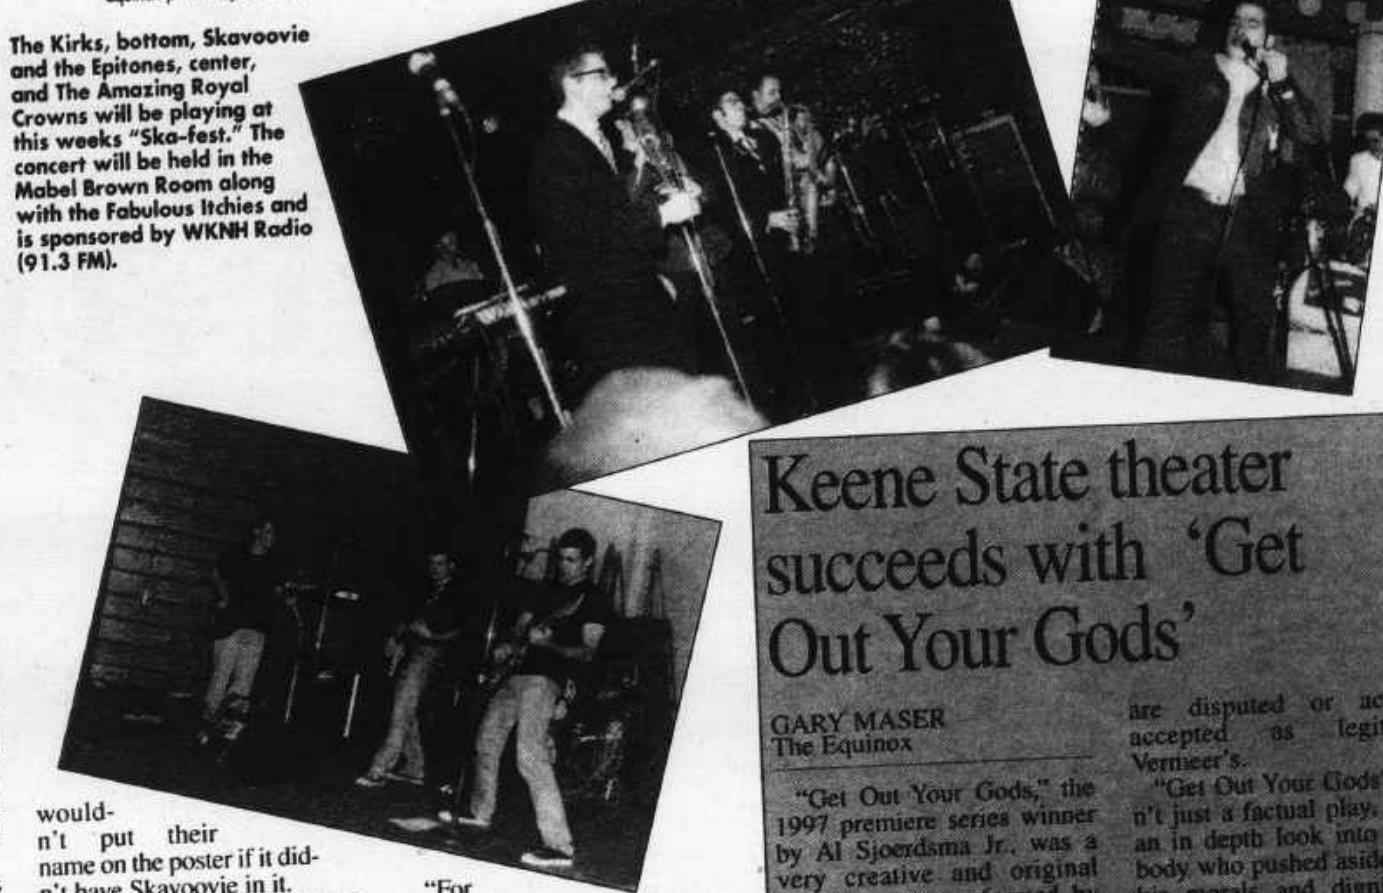 The Kirks, bottom, Skavoovie
and the Epitones, center,
and The Amazing Royal
Crowns will be playing at
this weeks "Ska-fest." The
concert will be held in the
Mabel Brown Room along
with the Fabulous Itchies and
is sponsored by WKNH Radio
(91.3 FM).
would-
n't put their
name on the poster if it did-
n't have Skavoovie in it.
"For
Keene State theater
succeeds with 'Get
Out Your Gods'
GARY MASER
The Equinox
"Get Out Your Gods," the
1997 premiere series winner
by Al Sjoerdsma Jr., was a
very creative and original
are disputed or
accepted as
Vermeer's.
"Get Out Your Gods"
n't just a factual play,
an in depth look into
body who pushed aside